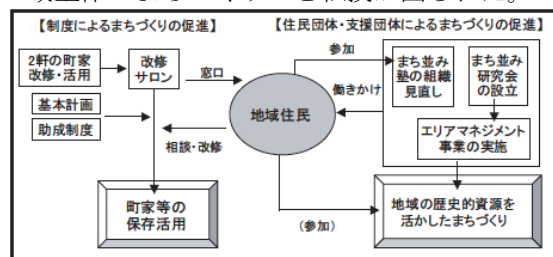 【制度によるまちづくりの促進】
2軒の町家
改修・活用
改修
サロン
窓口
基本計画
助成制度
相談・改修
町家等の
保存活用
地域住民
【住民団体・支援団体によるまちづくりの促進】
参加
働きかけ
まち並み
塾の組織
見直し
まち並み
研究会
の設立
エリアマネジメント
事業の実施
(参加)
地域の歴史的資源を
活かしたまちづくり